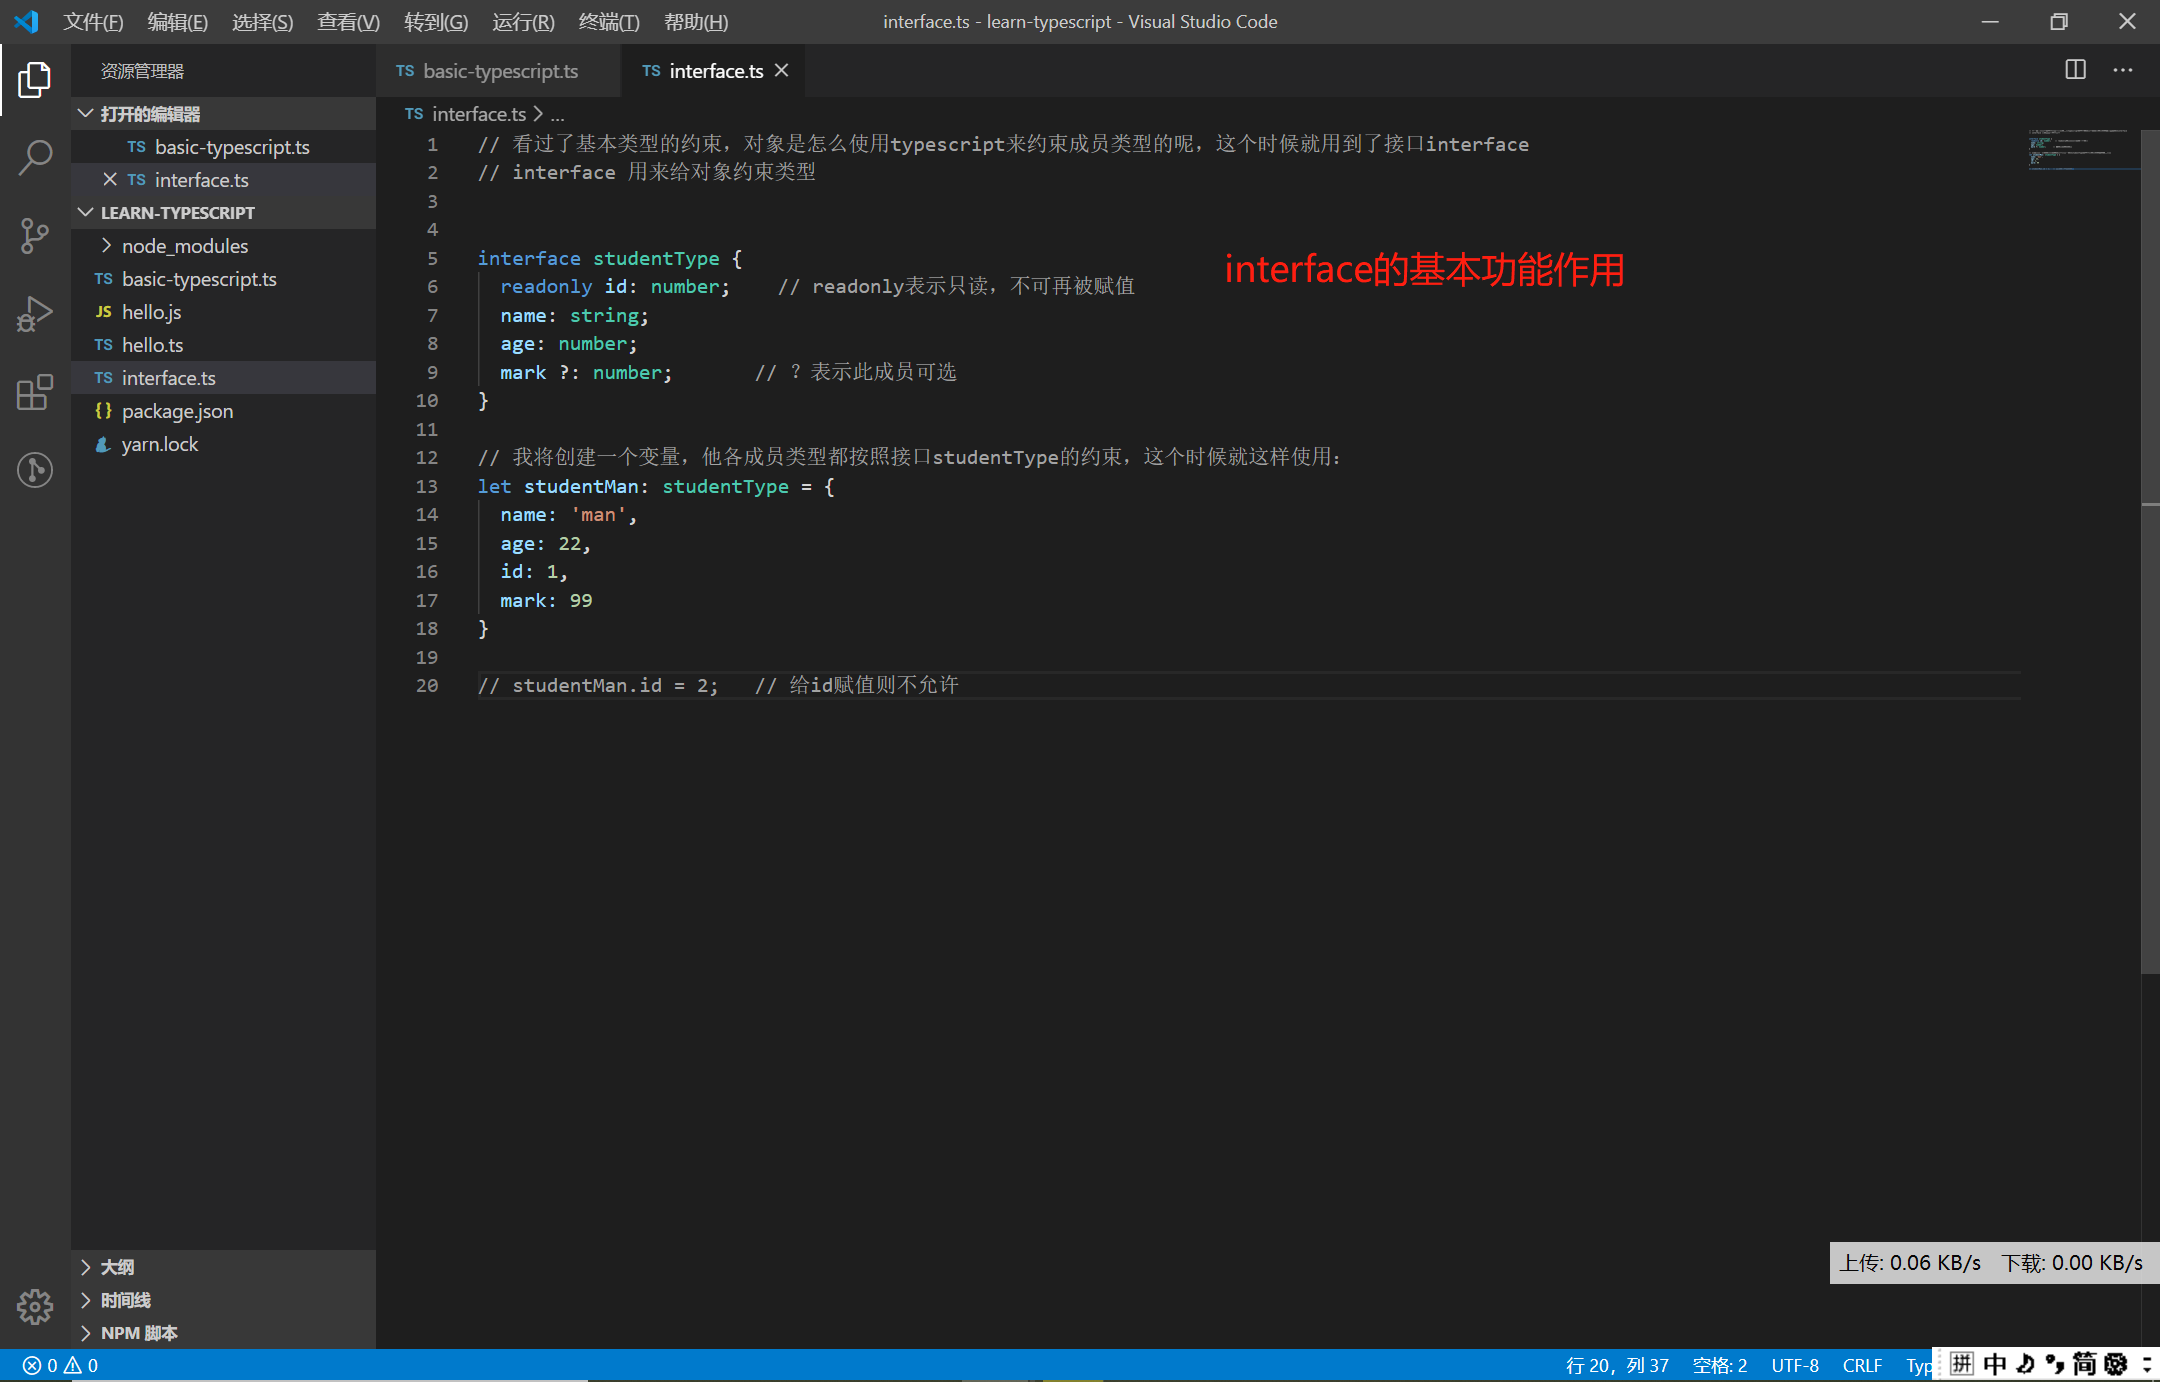 文件(F) 编辑(E) 选择(S) 查看(V) 转到(G) 运行(R) 终端(T) 帮助(H) interface.ts - learn-typescript - Visual Studio Code
资源管理器
打开的编辑器
TS basic-typescript.ts
TS interface.ts
LEARN-TYPESCRIPT
node_modules
TS basic-typescript.ts
JS hello.js
TS hello.ts
TS interface.ts
{} package.json
yarn.lock
大纲
时间线
NPM 脚本
TS basic-typescript.ts TS interface.ts
TS interface.ts > ...
1 // 看过了基本类型的约束，对象是怎么使用typescript来约束成员类型的呢，这个时候就用到了接口interface
2 // interface 用来给对象约束类型
3
4
5 interface studentType {
6 readonly id: number; // readonly表示只读，不可再被赋值
7 name: string;
8 age: number;
9 mark ?: number; // ？表示此成员可选
10 }
11
12 // 我将创建一个变量，他各成员类型都按照接口studentType的约束，这个时候就这样使用：
13 let studentMan: studentType = {
14 name: 'man',
15 age: 22,
16 id: 1,
17 mark: 99
18 }
19
20 // studentMan.id = 2; // 给id赋值则不允许
interface的基本功能作用
上传: 0.06 KB/s 下载: 0.00 KB/s
0 0 行 20，列 37 空格: 2 UTF-8 CRLF Typ
拼 中 简